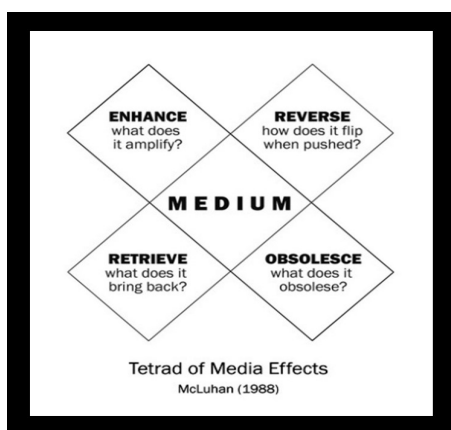 ENHANCE
what does
it amplify?
REVERSE
how does it flip
when pushed?
MEDIUM
RETRIEVE
what does it
bring back?
OBSOLESCE
what does it
obsolese?
Tetrad of Media Effects
McLuhan (1988)